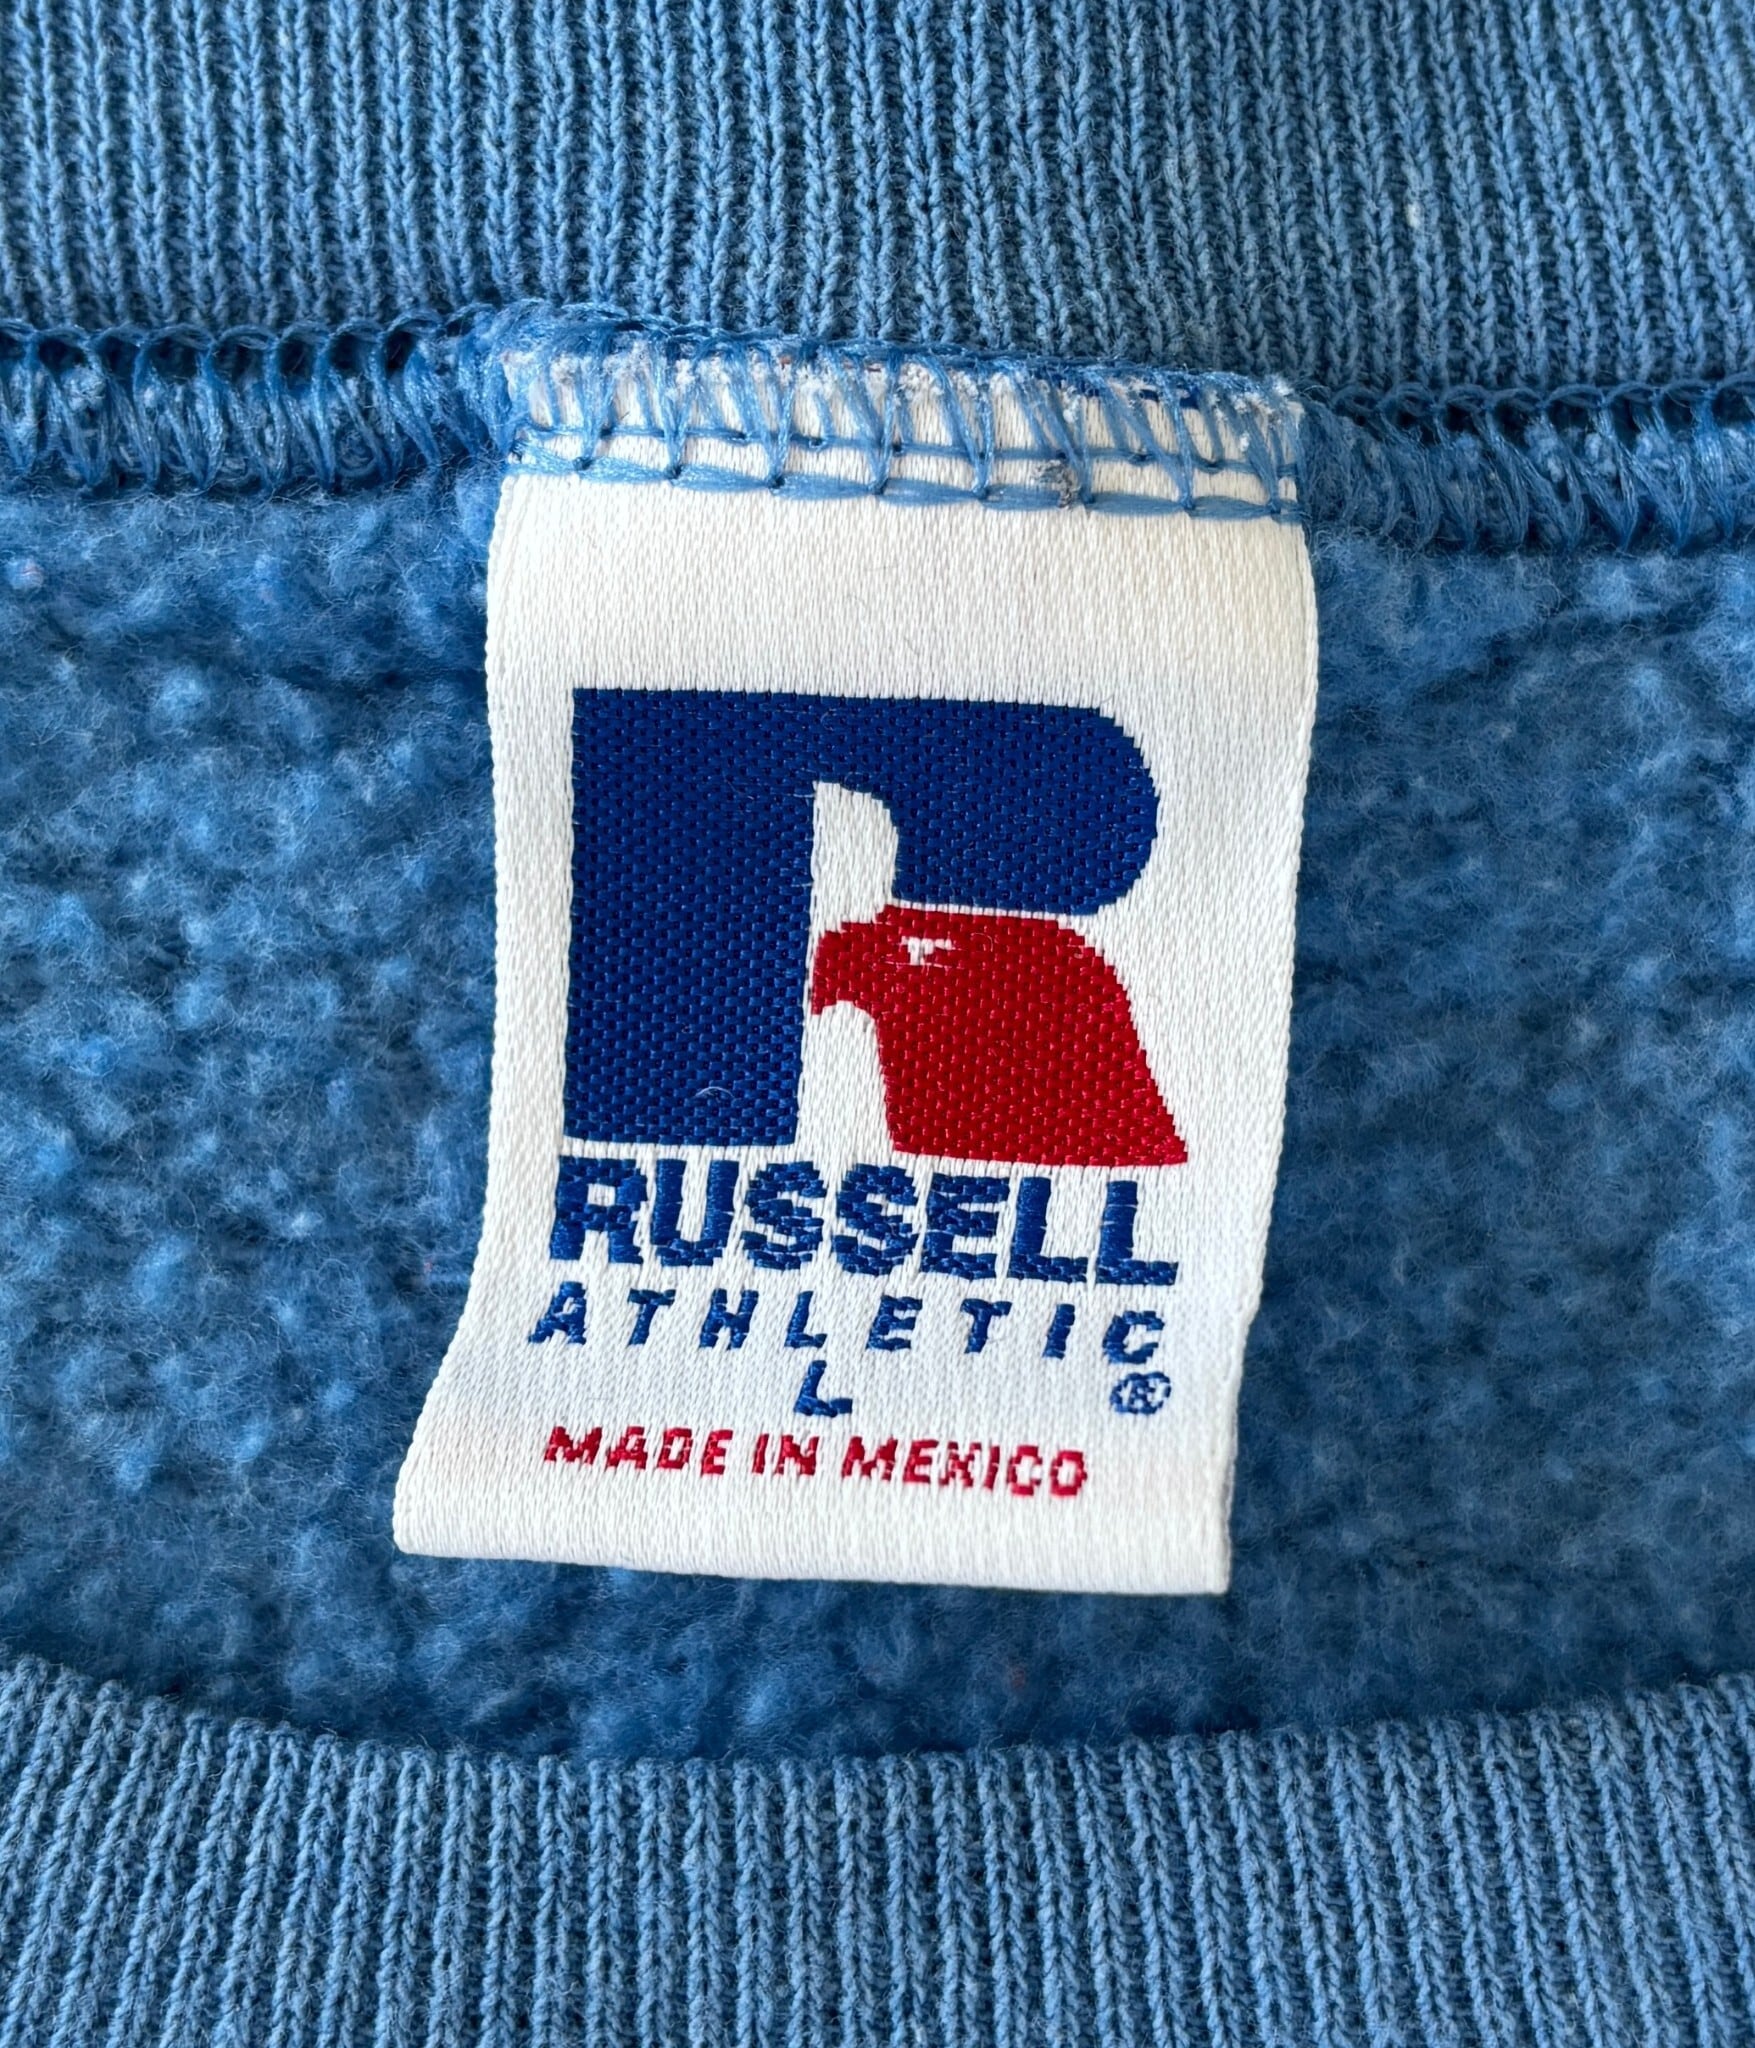 R
RUSSELL
ATHLETIC
L ®
MADE IN MEXICO